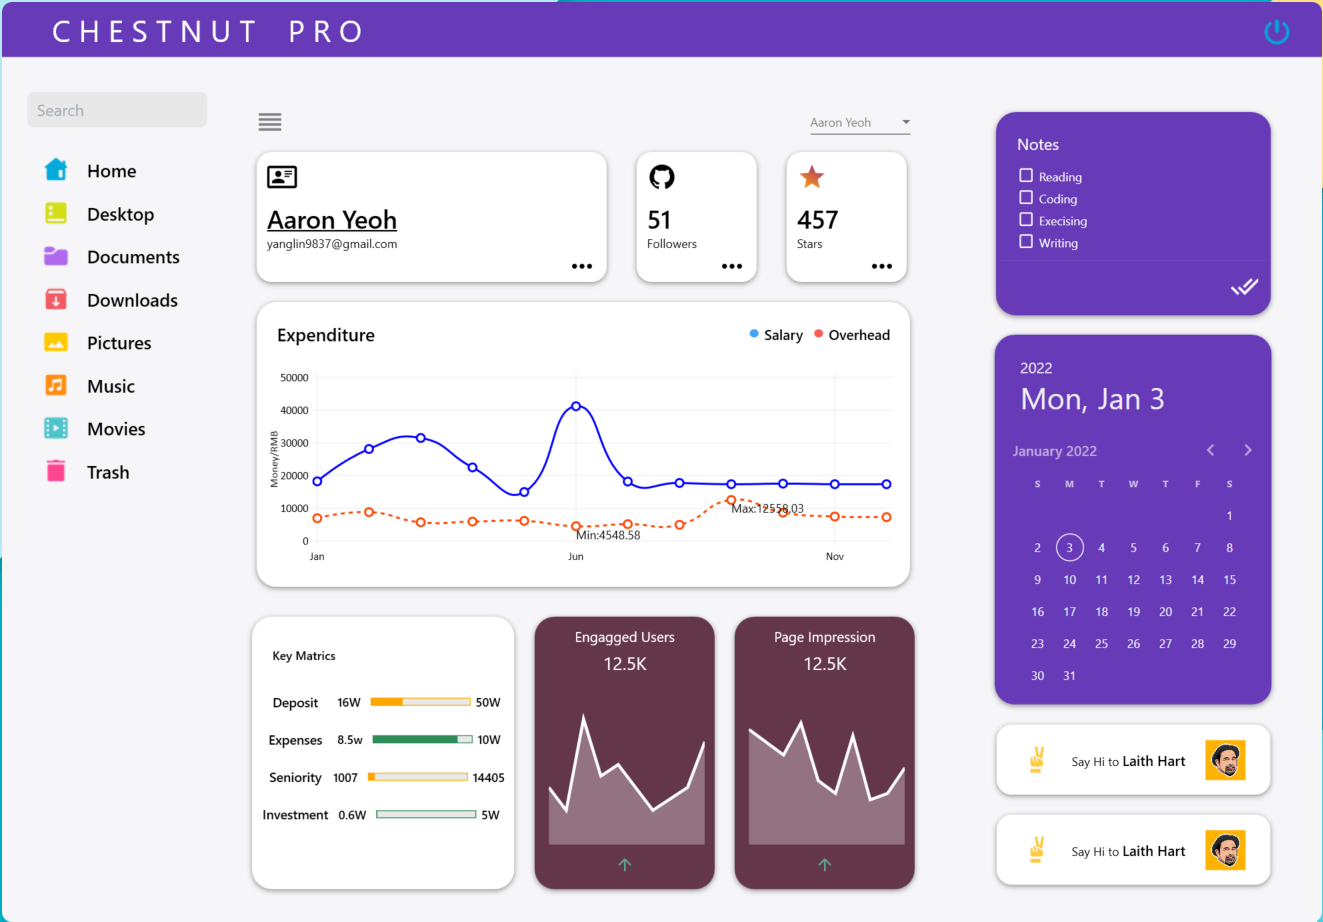 CHESTNUT PRO
Search
Home
Desktop
Documents
Downloads
Pictures
Music
Movies
Trash
Aaron Yeoh
Aaron Yeoh
yanglin9837@gmail.com
51
Followers
457
Stars
Expenditure
Salary
Overhead
Money/RMB
50000
40000
30000
20000
10000
0
Max:12558.03
Min:4548.58
Jan
Jun
Nov
Key Matrics
Deposit 16W 50W
Expenses 8.5w 10W
Seniority 1007 14405
Investment 0.6W 5W
Engagged Users
12.5K
Page Impression
12.5K
Notes
Reading
Coding
Execising
Writing
2022
Mon, Jan 3
January 2022
S M T W T F S
1
2 3 4 5 6 7 8
9 10 11 12 13 14 15
16 17 18 19 20 21 22
23 24 25 26 27 28 29
30 31
Say Hi to Laith Hart
Say Hi to Laith Hart